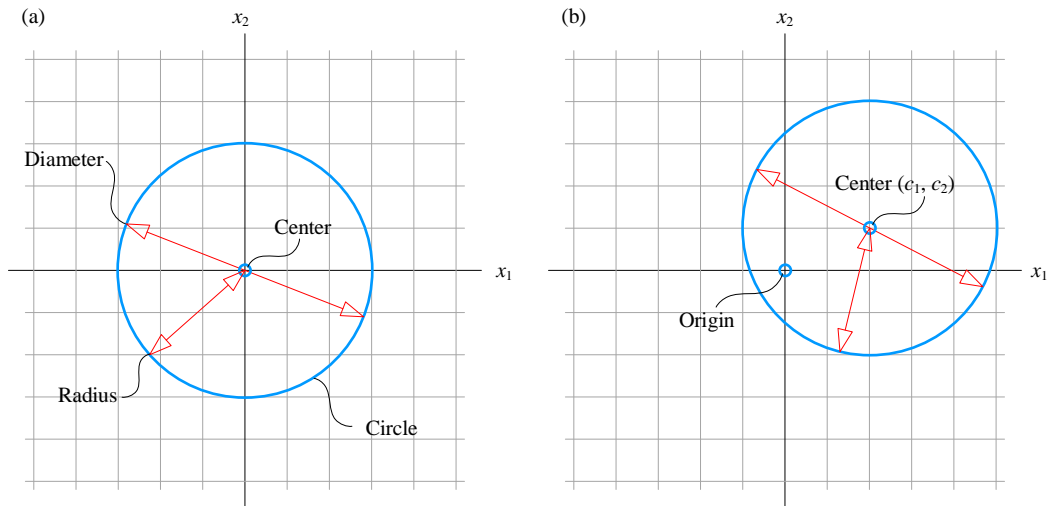 (a)
x₂
Diameter
Center
x₁
Radius
Circle
(b)
x₂
Center (c₁, c₂)
x₁
Origin